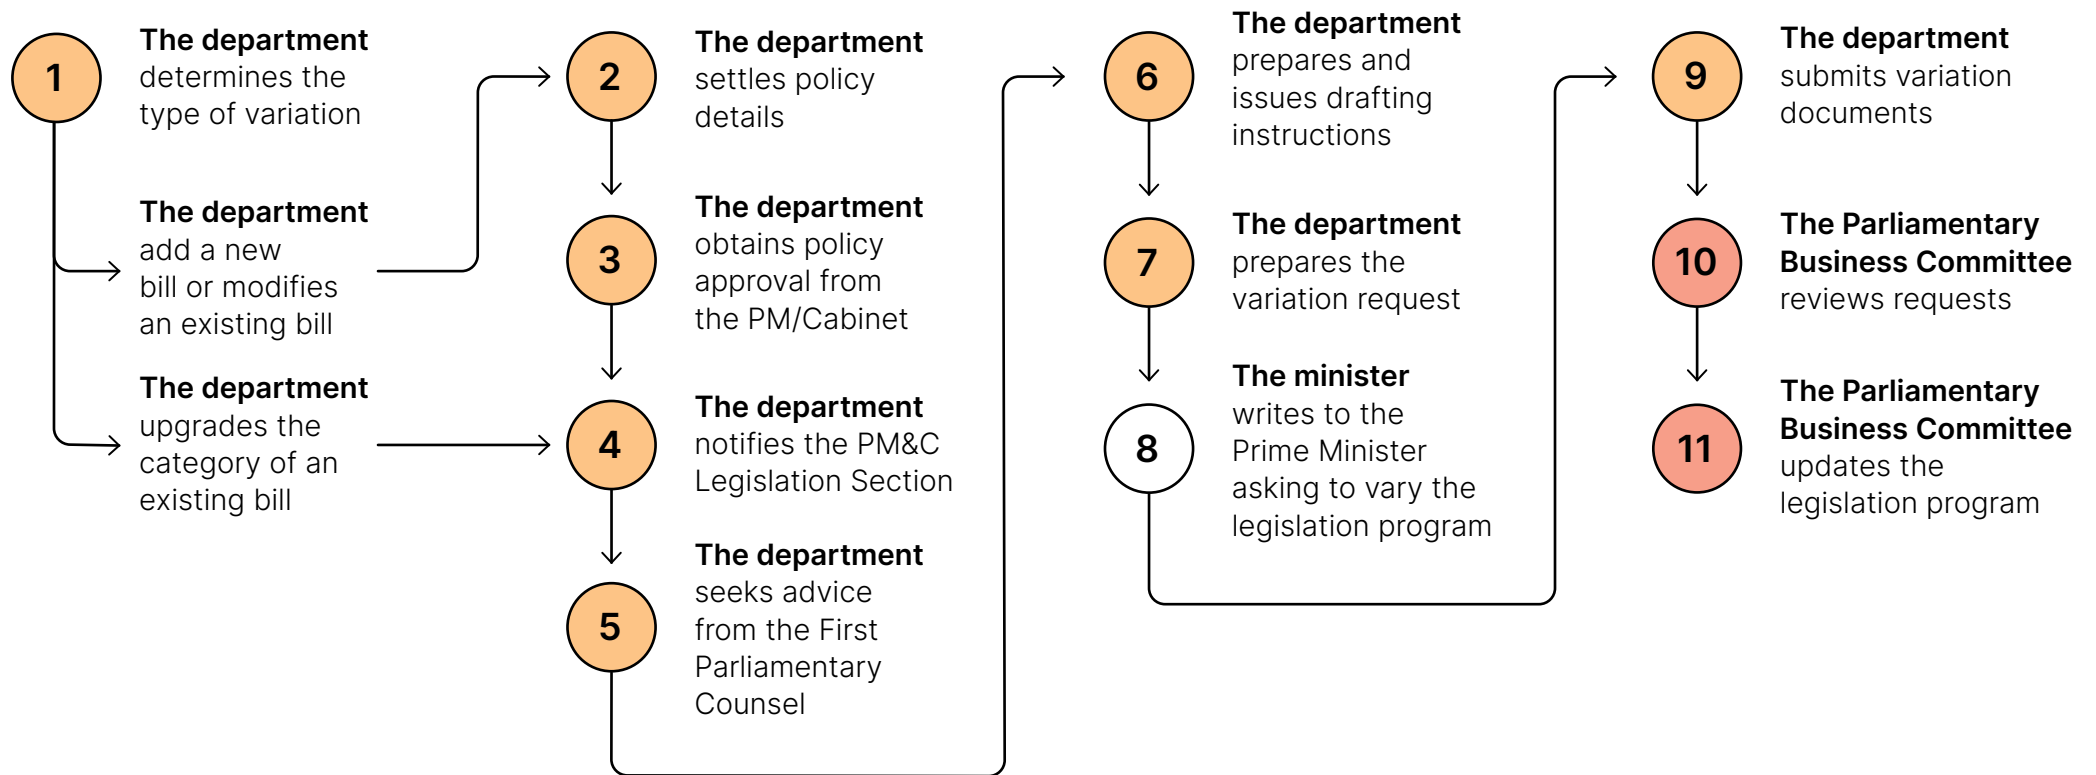 1
The department
determines the
type of variation
The department
add a new
bill or modifies
an existing bill
The department
upgrades the
category of an
existing bill
2
The department
settles policy
details
3
The department
obtains policy
approval from
the PM/Cabinet
4
The department
notifies the PM&C
Legislation Section
5
The department
seeks advice
from the First
Parliamentary
Counsel
6
The department
prepares and
issues drafting
instructions
7
The department
prepares the
variation request
8
The minister
writes to the
Prime Minister
asking to vary the
legislation program
9
The department
submits variation
documents
10
The Parliamentary
Business Committee
reviews requests
11
The Parliamentary
Business Committee
updates the
legislation program